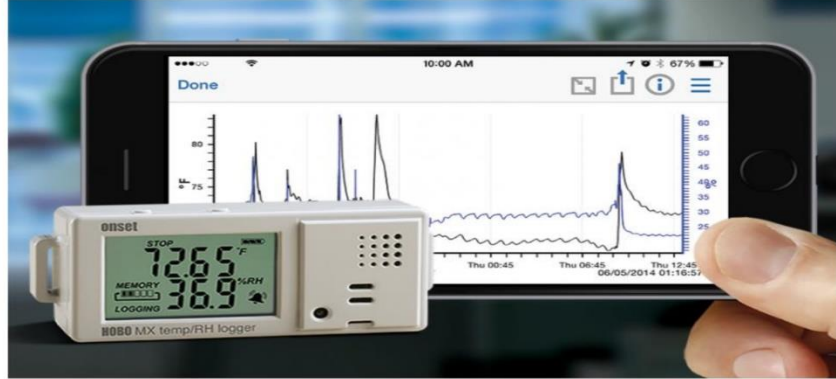 10:00 AM
67%
Done
60
55
50
45
40
35
30
25
80
75
°F
Thu 00:45
Thu 06:45
Thu 12:45
06/05/2014 01:16:57
onset
STOP
72.65 °F
MEMORY
36.9 %RH
LOGGING
HOBO MX temp/RH logger